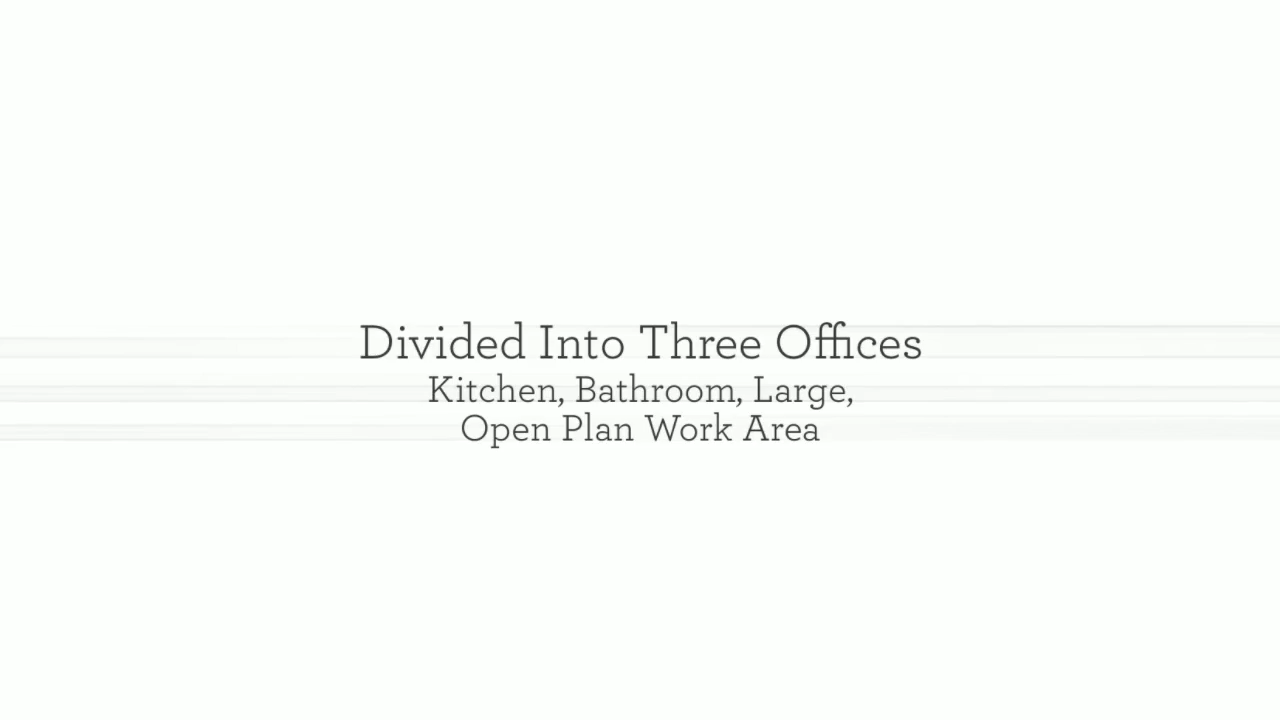 Divided Into Three Offices
Kitchen, Bathroom, Large,
Open Plan Work Area